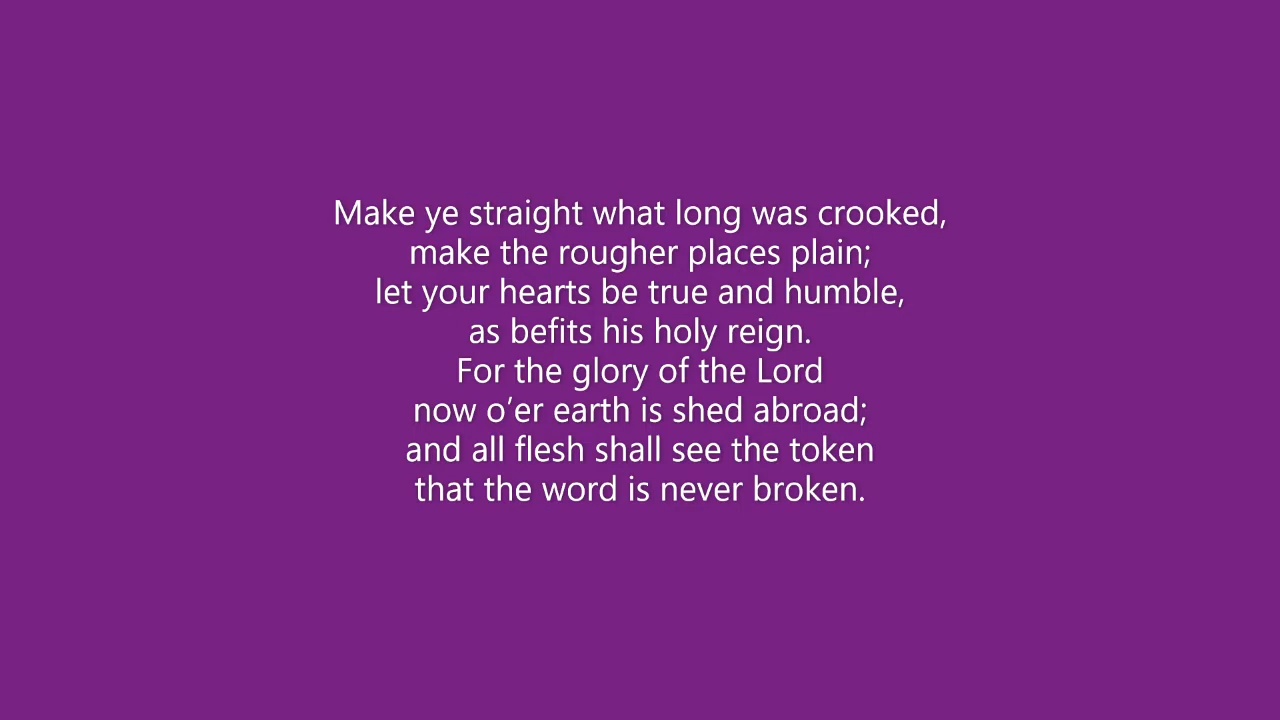 Make ye straight what long was crooked,
make the rougher places plain;
let your hearts be true and humble,
as befits his holy reign.
For the glory of the Lord
now o’er earth is shed abroad;
and all flesh shall see the token
that the word is never broken.